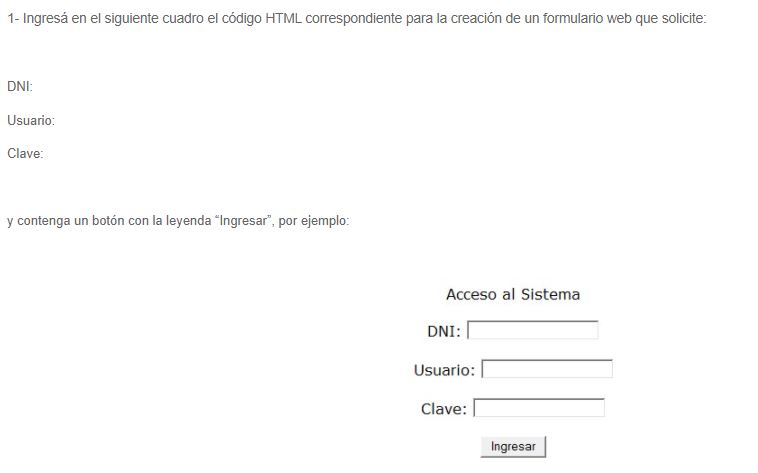 1- Ingresá en el siguiente cuadro el código HTML correspondiente para la creación de un formulario web que solicite:
DNI:
Usuario:
Clave:
y contenga un botón con la leyenda “Ingresar”, por ejemplo:
Acceso al Sistema
DNI:
Usuario:
Clave:
Ingresar